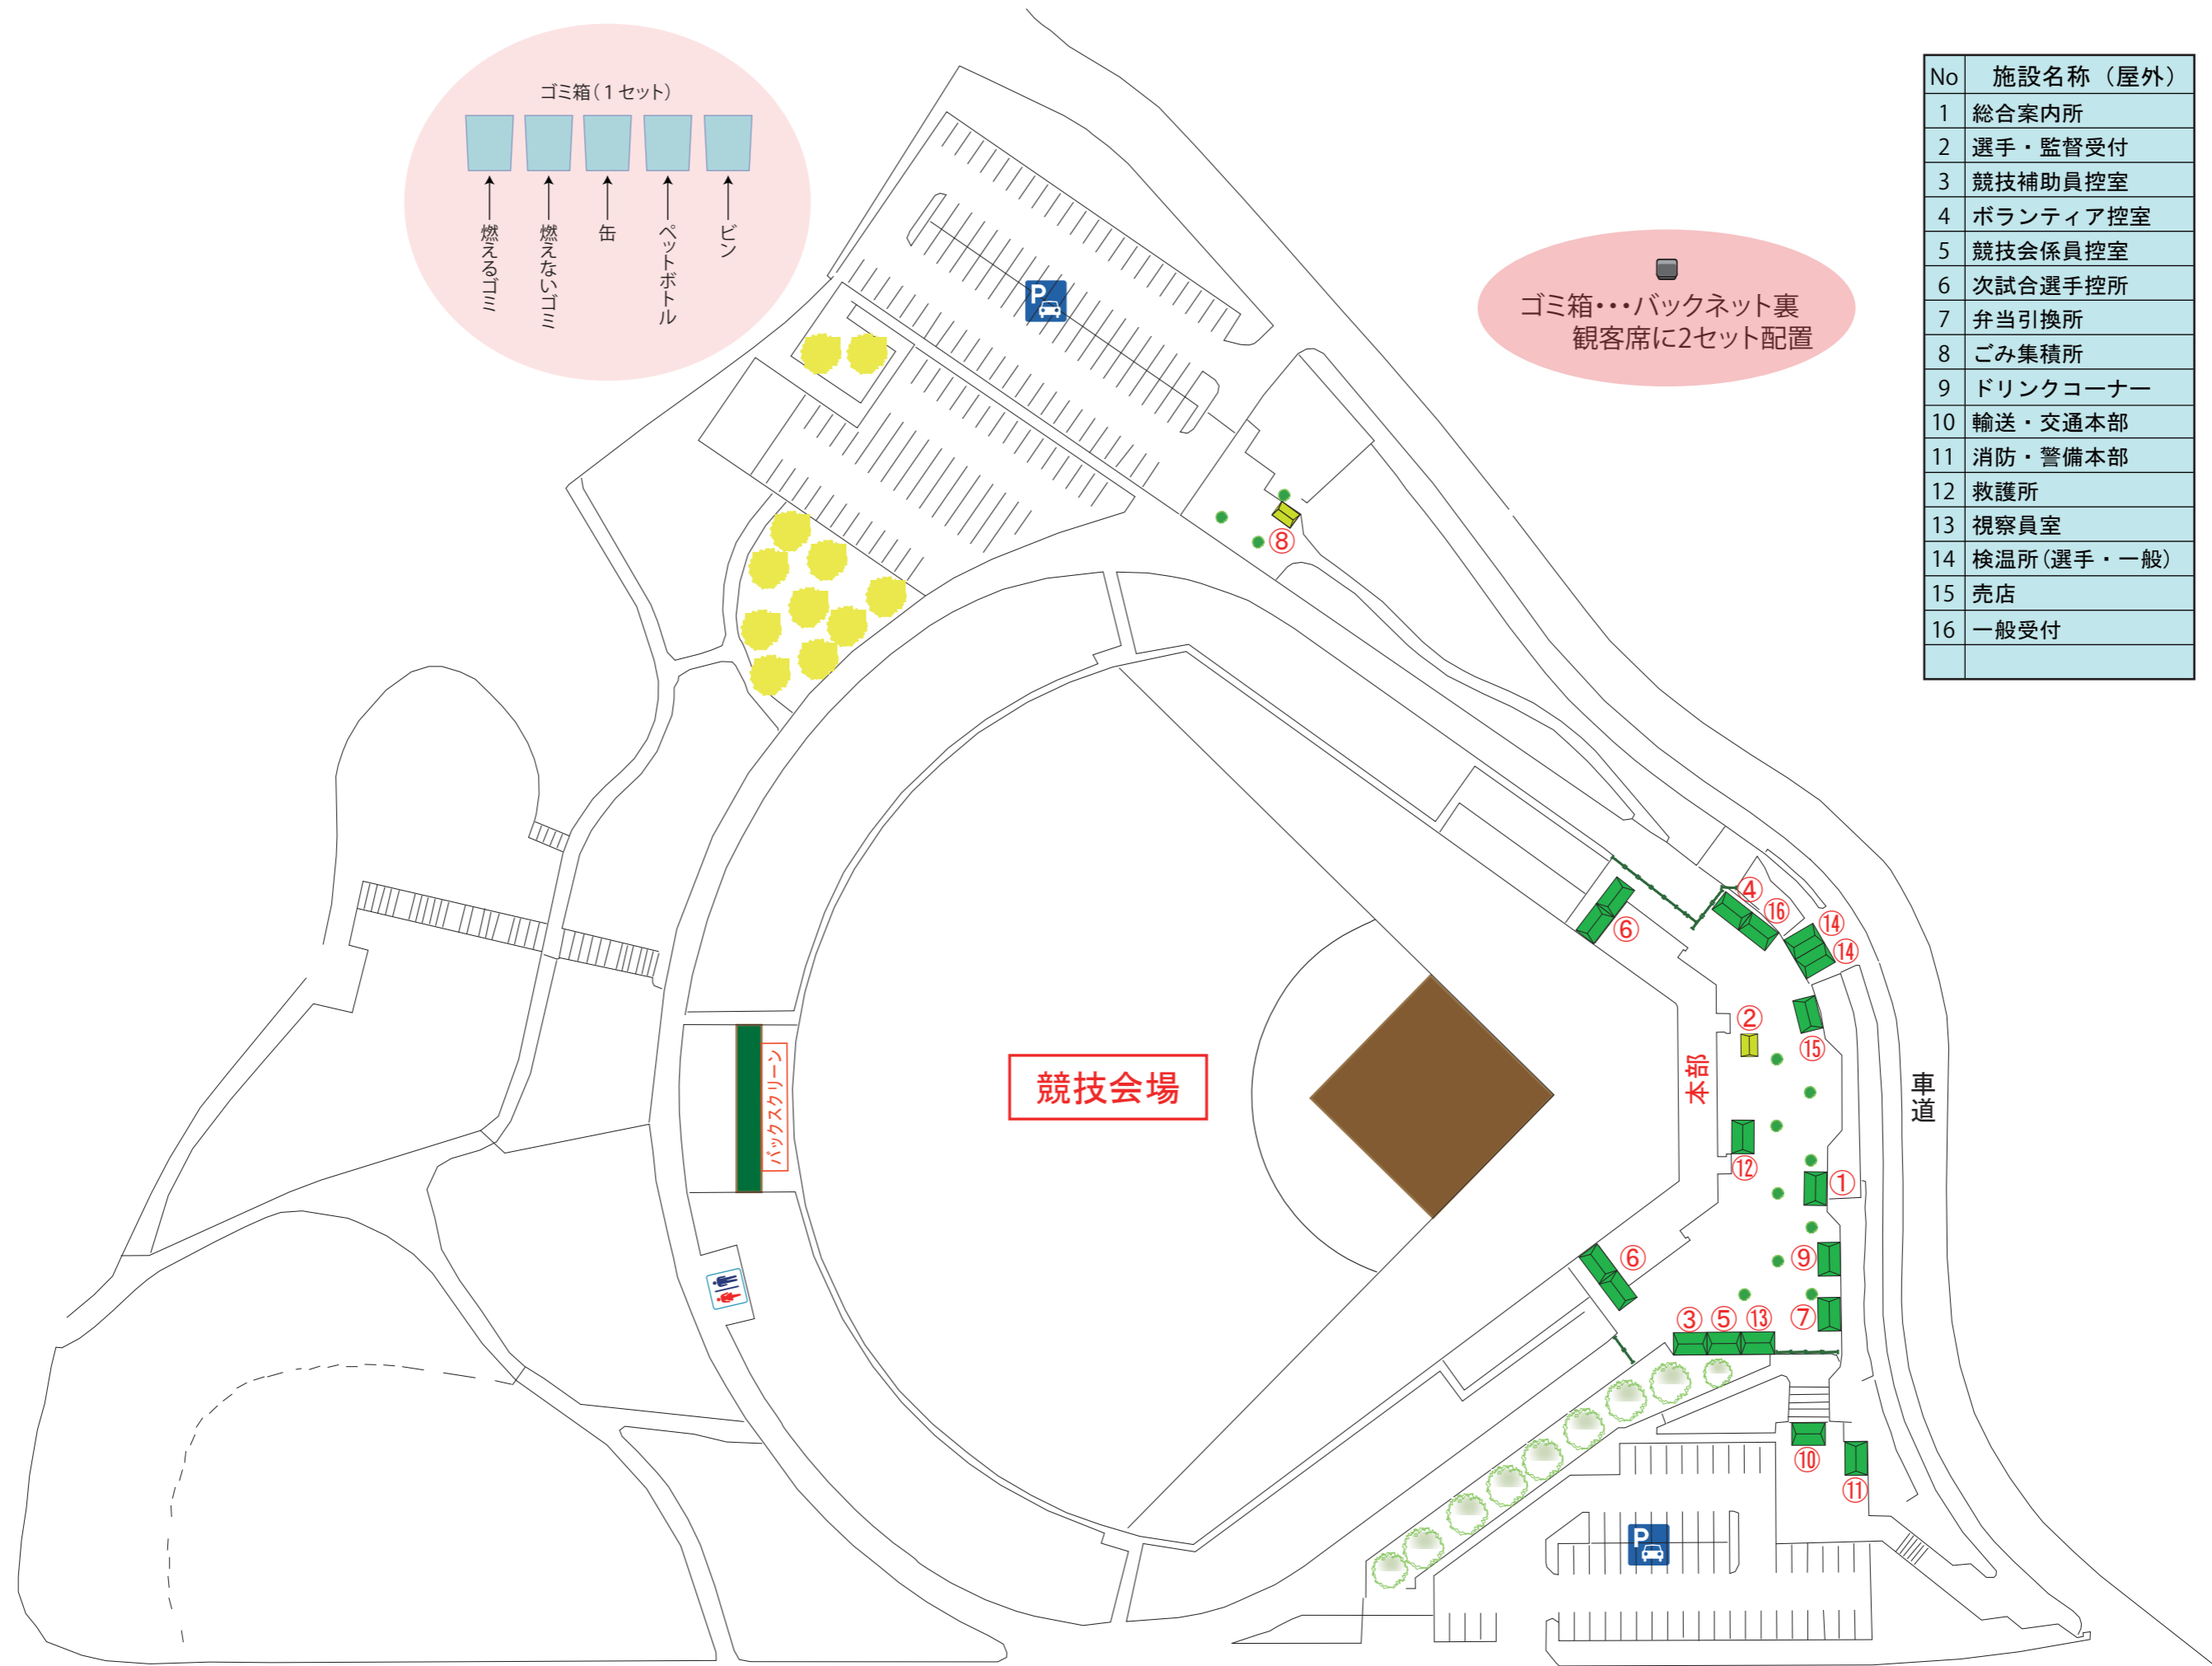 ゴミ箱(1セット)
燃えるゴミ
燃えないゴミ
缶
ペットボトル
ビン
P
ゴミ箱・・・バックネット裏
観客席に2セット配置
No 施設名称(屋外)
1 総合案内所
2 選手・監督受付
3 競技補助員控室
4 ボランティア控室
5 競技会係員控室
6 次試合選手控所
7 弁当引換所
8 ごみ集積所
9 ドリンクコーナー
10 輸送・交通本部
11 消防・警備本部
12 救護所
13 視察員室
14 検温所(選手・一般)
15 売店
16 一般受付
⑧
④
⑯
⑭
⑥
⑭
②
⑮
バックスクリーン
競技会場
本部
車道
⑫
①
⑥
⑨
③
⑤
⑬
⑦
⑩
⑪
P